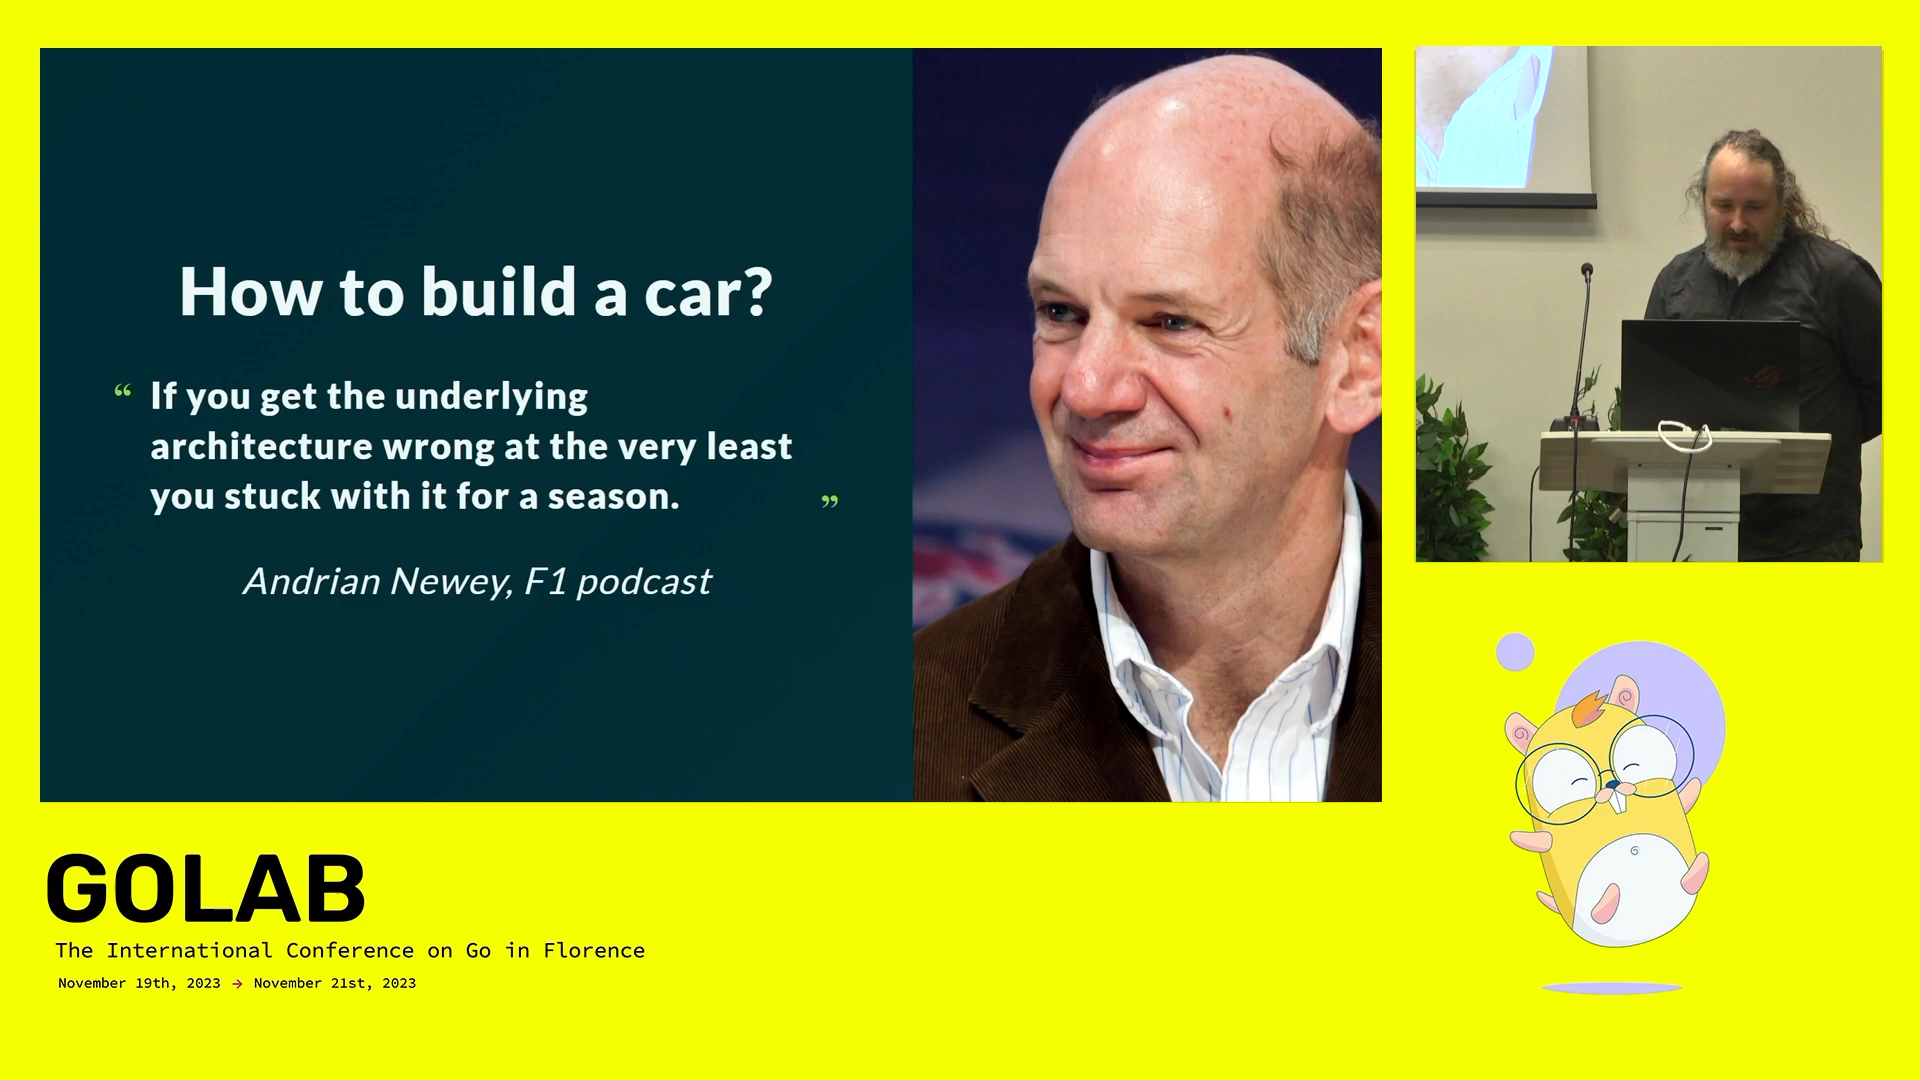 How to build a car?
“ If you get the underlying
architecture wrong at the very least
you stuck with it for a season. ”
Andrian Newey, F1 podcast
GOLAB
The International Conference on Go in Florence
November 19th, 2023 → November 21st, 2023